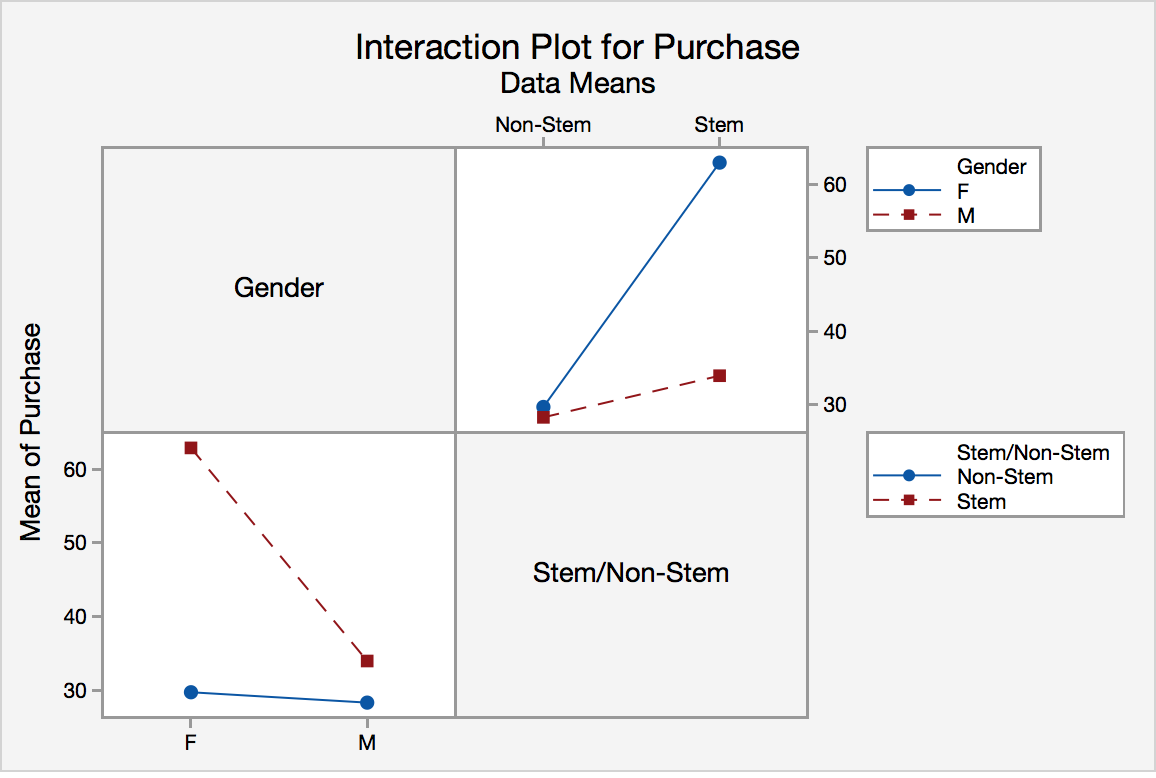 Interaction Plot for Purchase
Data Means
Non-Stem Stem
Gender
60
50
40
30
Gender
F
M
Mean of Purchase
60
50
40
30
Stem/Non-Stem
Stem/Non-Stem
Non-Stem
Stem
F M